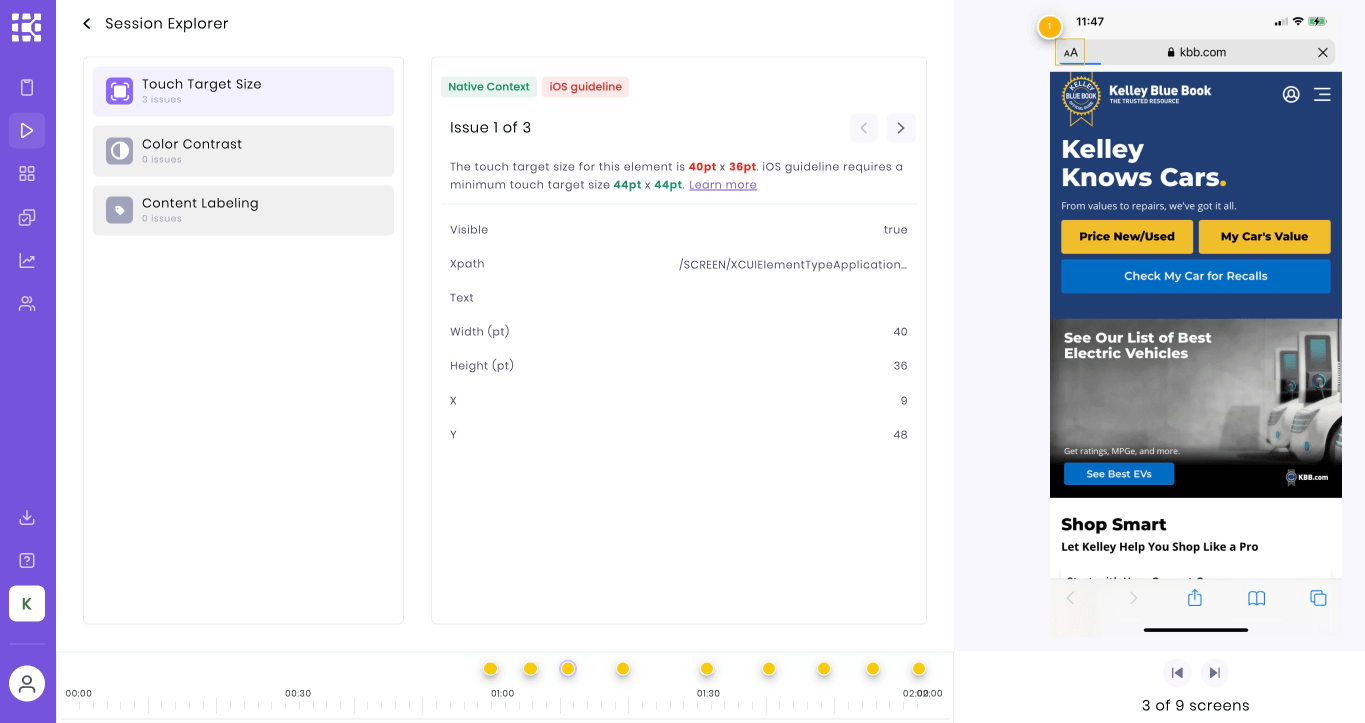 Session Explorer
Touch Target Size
3 issues
Color Contrast
0 issues
Content Labeling
0 issues
Native Context
iOS guideline
Issue 1 of 3
The touch target size for this element is 40pt x 36pt. iOS guideline requires a
minimum touch target size 44pt x 44pt. Learn more
Visible
true
Xpath
/SCREEN/XCUIElementTypeApplication...
Text
Width (pt)
40
Height (pt)
36
X
9
Y
48
K
1
11:47
AA
kbb.com
KELLEY
BLUE BOOK
Kelley Blue Book
THE TRUSTED RESOURCE
Kelley
Knows Cars.
From values to repairs, we've got it all.
Price New/Used
My Car's Value
Check My Car for Recalls
See Our List of Best
Electric Vehicles
Get ratings, MPGe, and more.
See Best EVs
KBB.com
Shop Smart
Let Kelley Help You Shop Like a Pro
00:00
00:30
01:00
01:30
3 of 9 screens